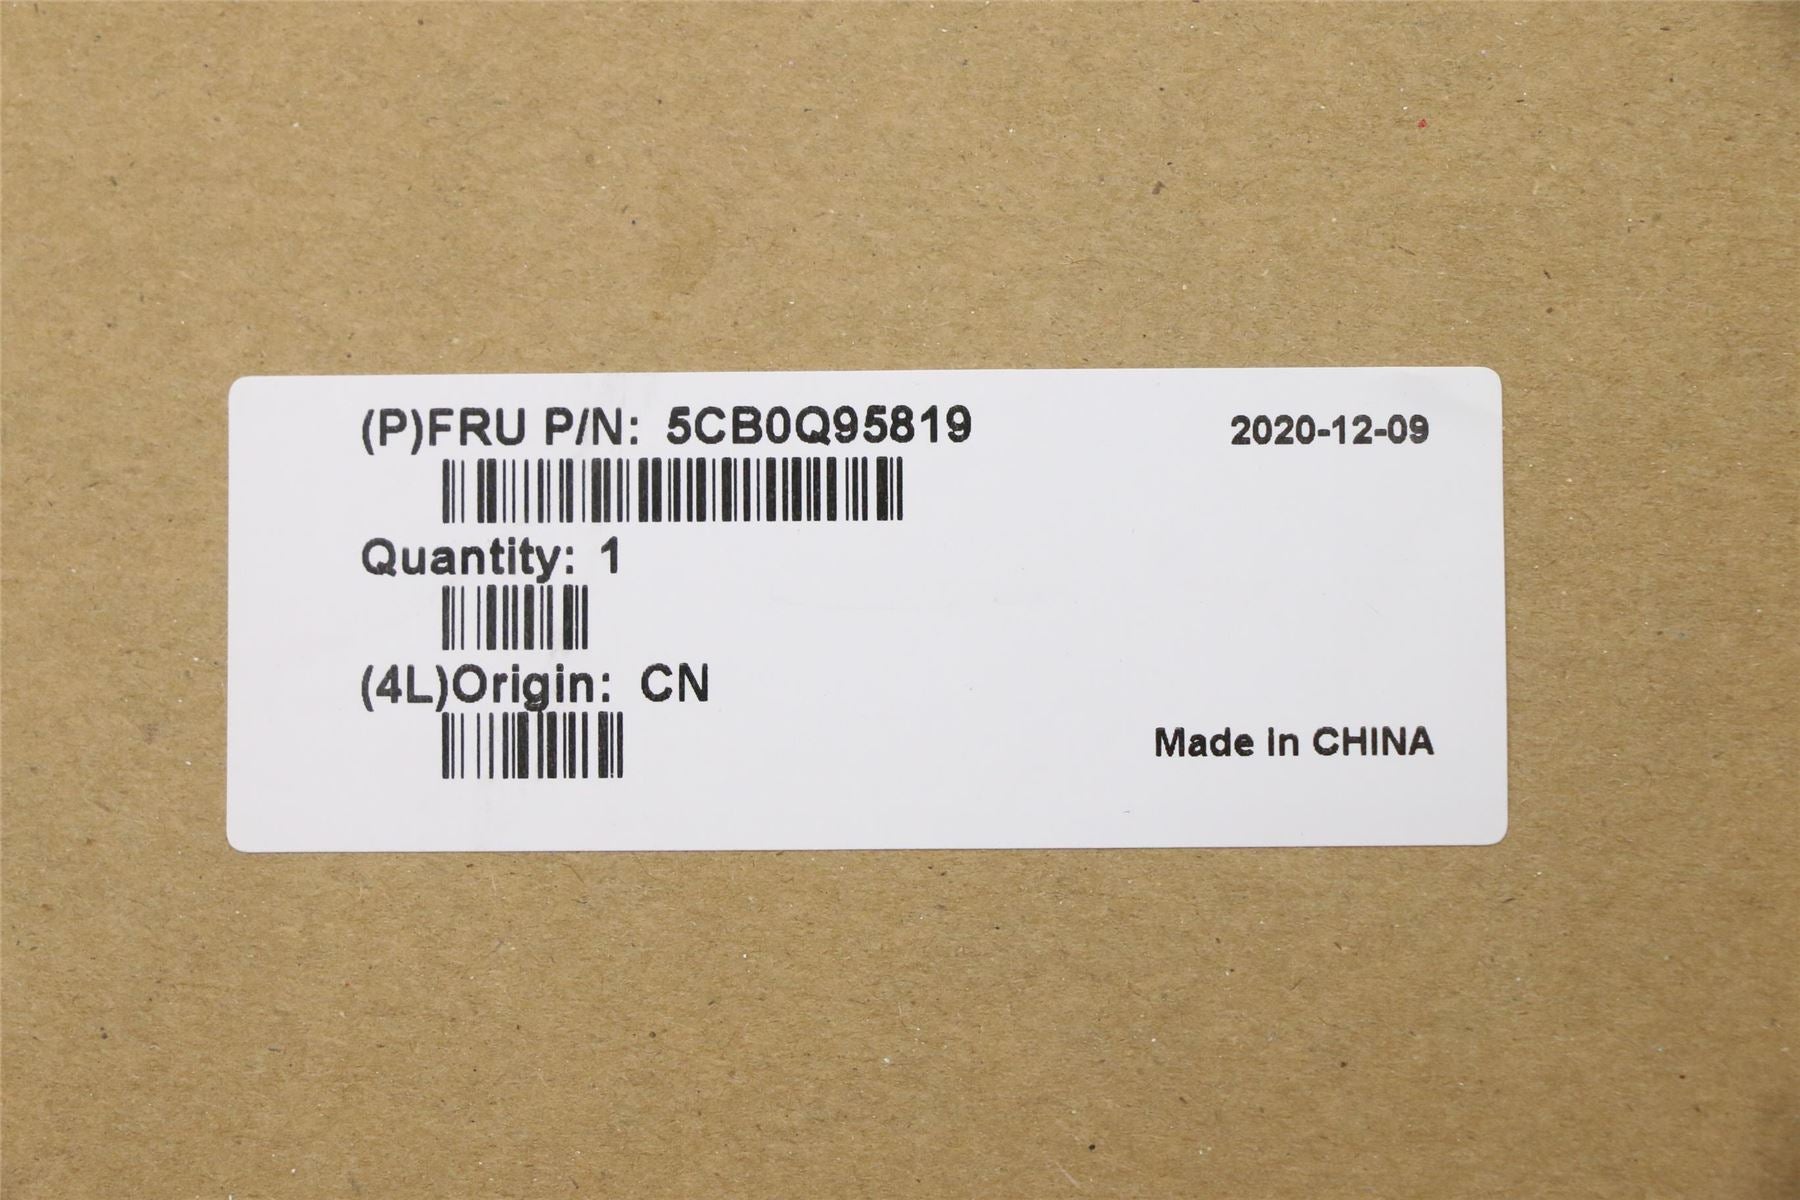 (P)FRU P/N: 5CB0Q95819
2020-12-09
Quantity: 1
(4L)Origin: CN
Made in CHINA